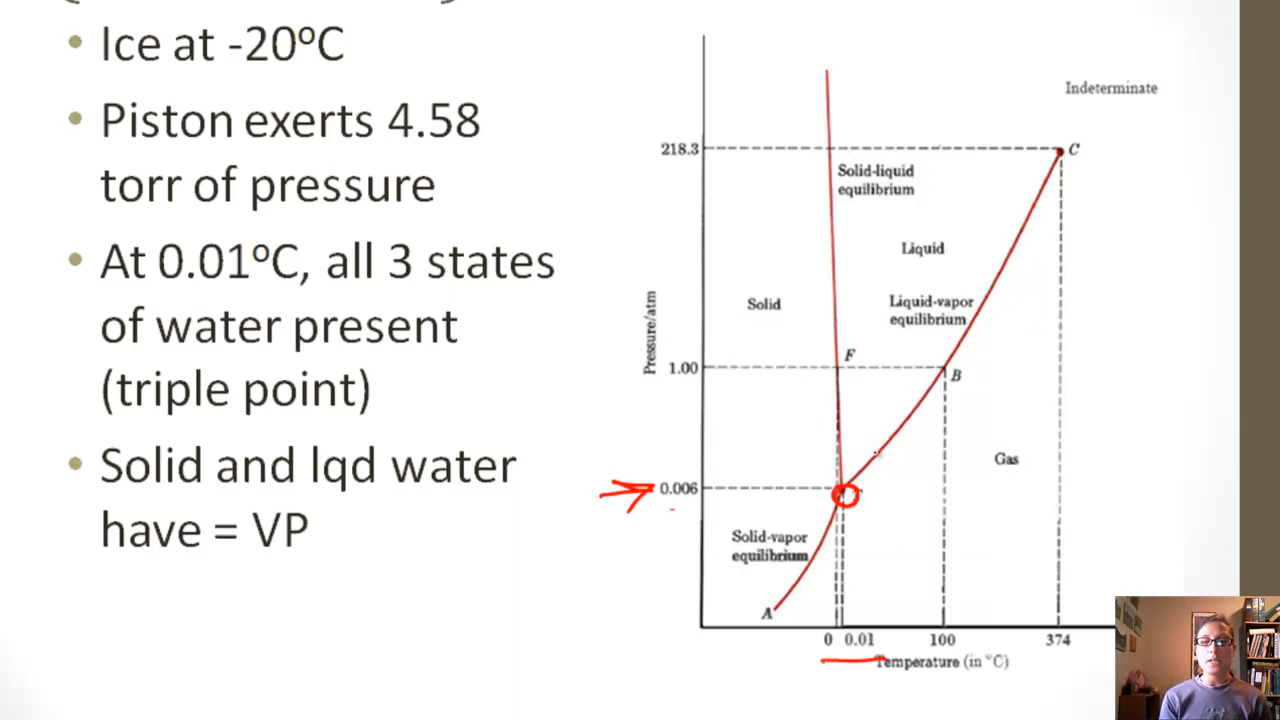 • Ice at -20°C
• Piston exerts 4.58
torr of pressure
• At 0.01°C, all 3 states
of water present
(triple point)
• Solid and lqd water
have = VP
Indeterminate
218.3
C
Solid-liquid
equilibrium
Liquid
Pressure/atm
Solid
Liquid-vapor
equilibrium
F
1.00
B
Gas
0.006
Solid-vapor
equilibrium
A
0 0.01 100 374
Temperature (in °C)